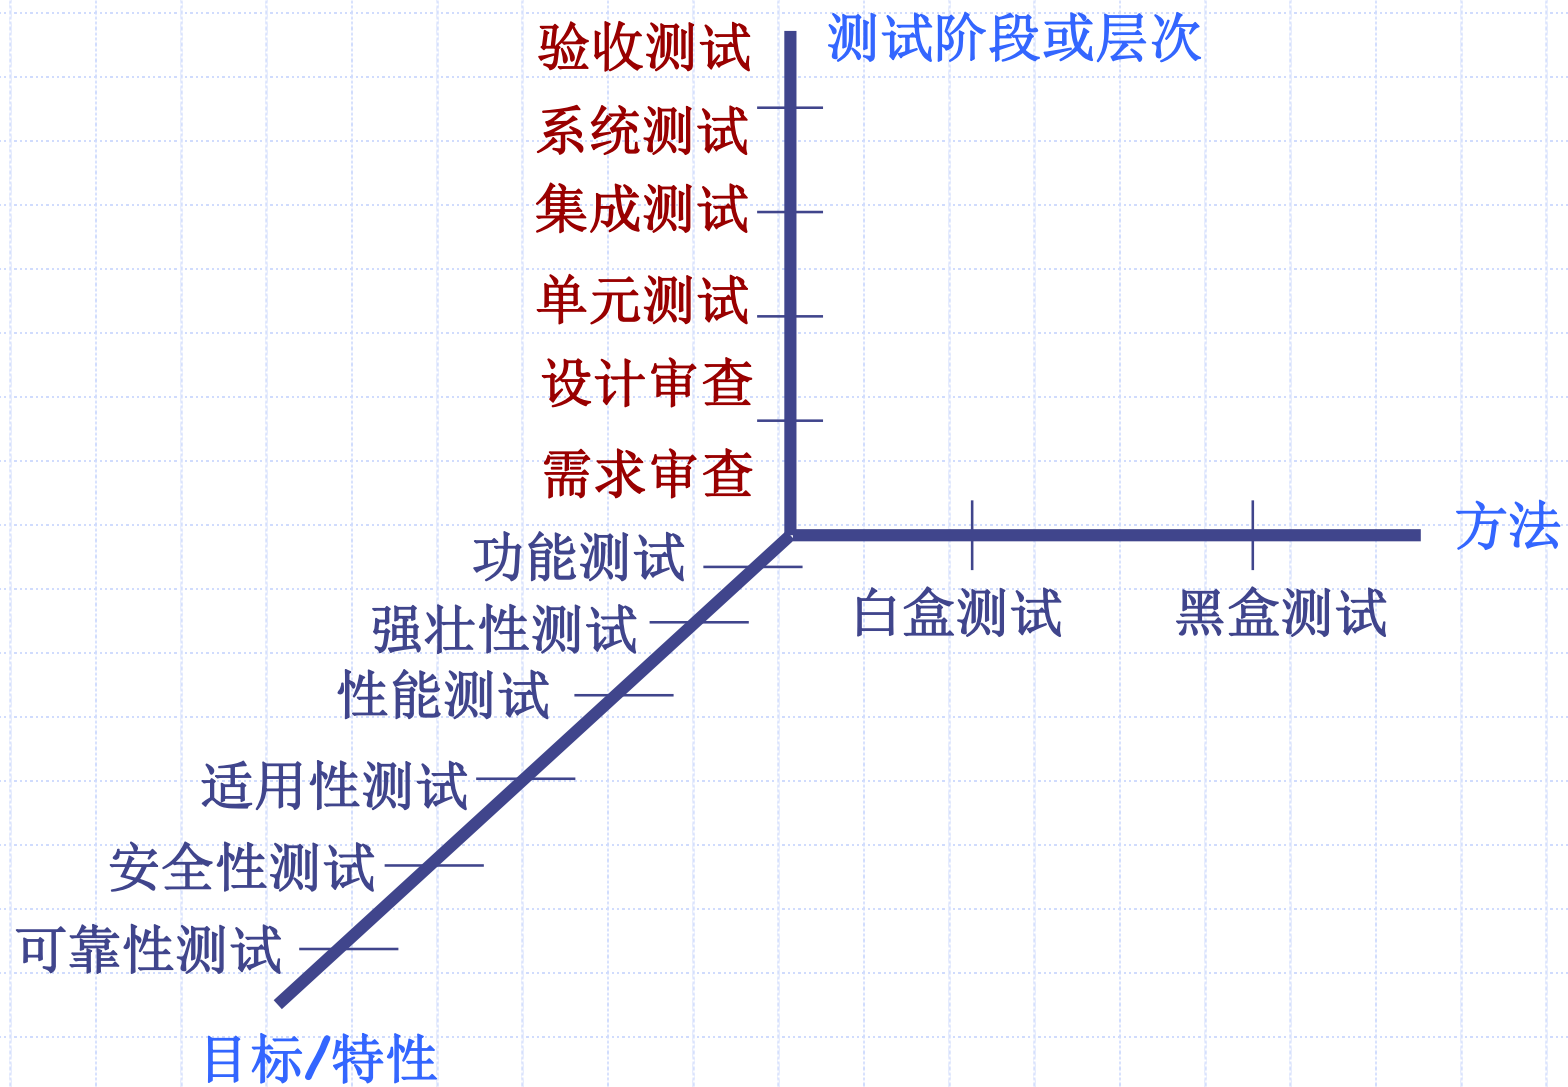 验收测试
测试阶段或层次
系统测试
集成测试
单元测试
设计审查
需求审查
方法
功能测试
白盒测试
黑盒测试
强壮性测试
性能测试
适用性测试
安全性测试
可靠性测试
目标/特性